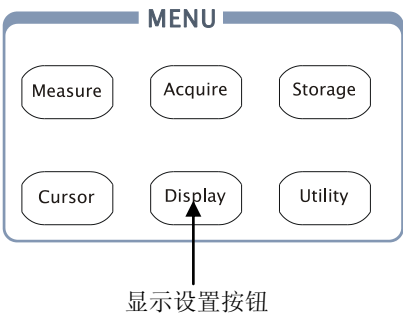 MENU
Measure Acquire Storage
Cursor Display Utility
显示设置按钮